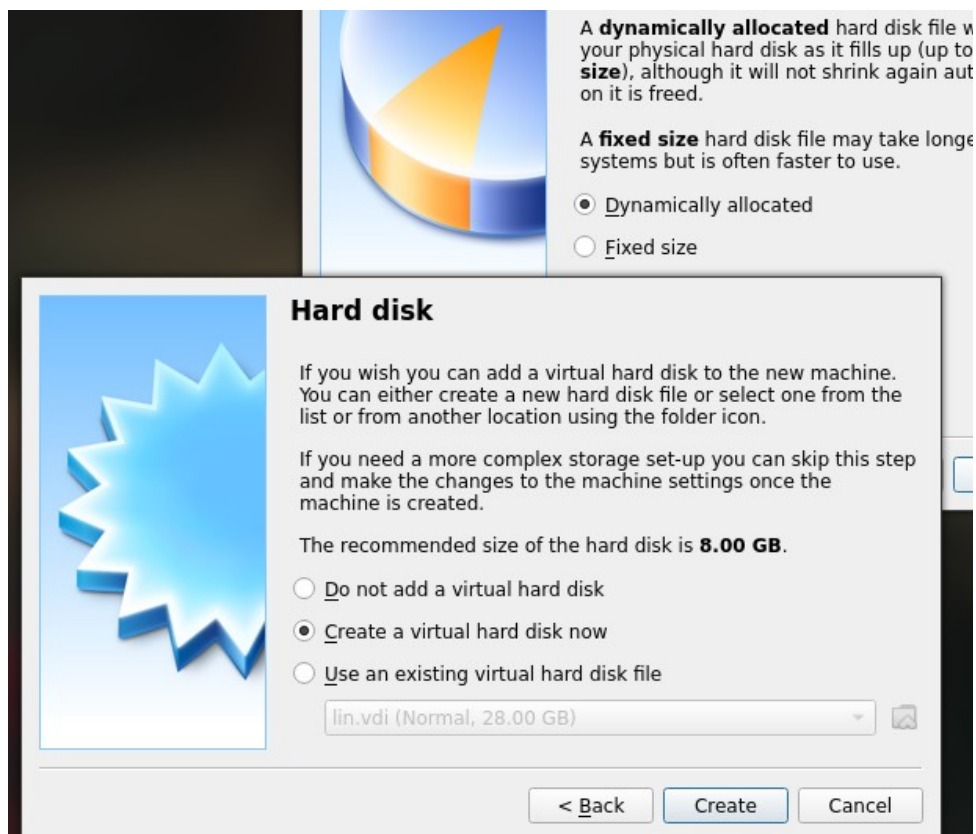 A dynamically allocated hard disk file
your physical hard disk as it fills up (up to
size), although it will not shrink again
on it is freed.
A fixed size hard disk file may take
systems but is often faster to use.
Dynamically allocated
Fixed size
Hard disk
If you wish you can add a virtual hard disk to the new machine.
You can either create a new hard disk file or select one from the
list or from another location using the folder icon.
If you need a more complex storage set-up you can skip this step
and make the changes to the machine settings once the
machine is created.
The recommended size of the hard disk is 8.00 GB.
Do not add a virtual hard disk
Create a virtual hard disk now
Use an existing virtual hard disk file
lin.vdi (Normal, 28.00 GB)
< Back
Create
Cancel